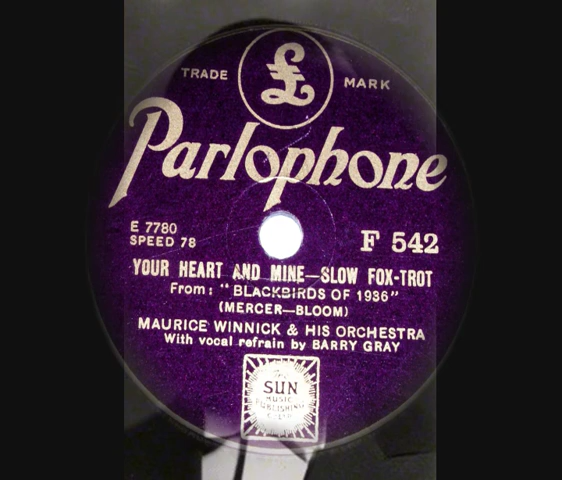 TRADE £ MARK
Parlophone
E 7780
SPEED 78
F 542
YOUR HEART AND MINE—SLOW FOX-TROT
From: "BLACKBIRDS OF 1936"
(MERCER—BLOOM)
MAURICE WINNICK & HIS ORCHESTRA
With vocal refrain by BARRY GRAY
The
SUN
MUSIC
PUBLISHING